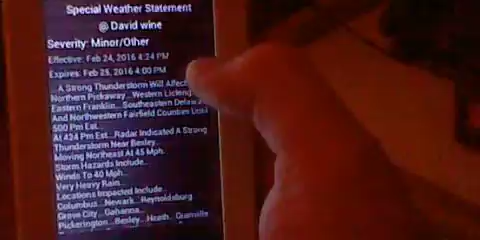 Special Weather Statement
@ David wine
Severity: Minor/Other
Effective: Feb 24, 2016 4:24 PM
Expires: Feb 25, 2016 4:00 PM
A Strong Thunderstorm Will Affect
Northern Pickaway...Western Licking
Eastern Franklin...Southeastern
And Northwestern Fairfield Counties
500 Pm Est...
At 424 Pm Est...Radar Indicated A Strong
Thunderstorm Near Bexley...
Moving Northeast At 45 Mph.
Storm Hazards Include...
Winds To 40 Mph...
Very Heavy Rain...
Locations Impacted Include...
Columbus...Newark...Reynoldsburg
Grove City...Gahanna...
Pickerington...Bexley...Heath...Granville